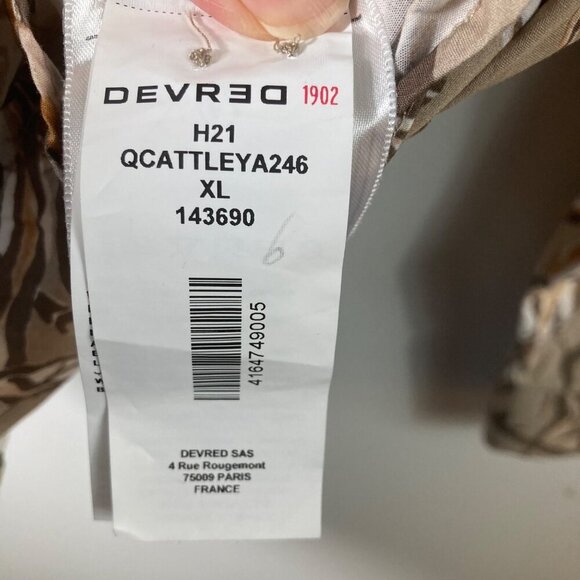 DEVRED 1902
H21
QCATTLEYA246
XL
143690
6
4164749005
DEVRED SAS
4 Rue Rougemont
75009 PARIS
FRANCE